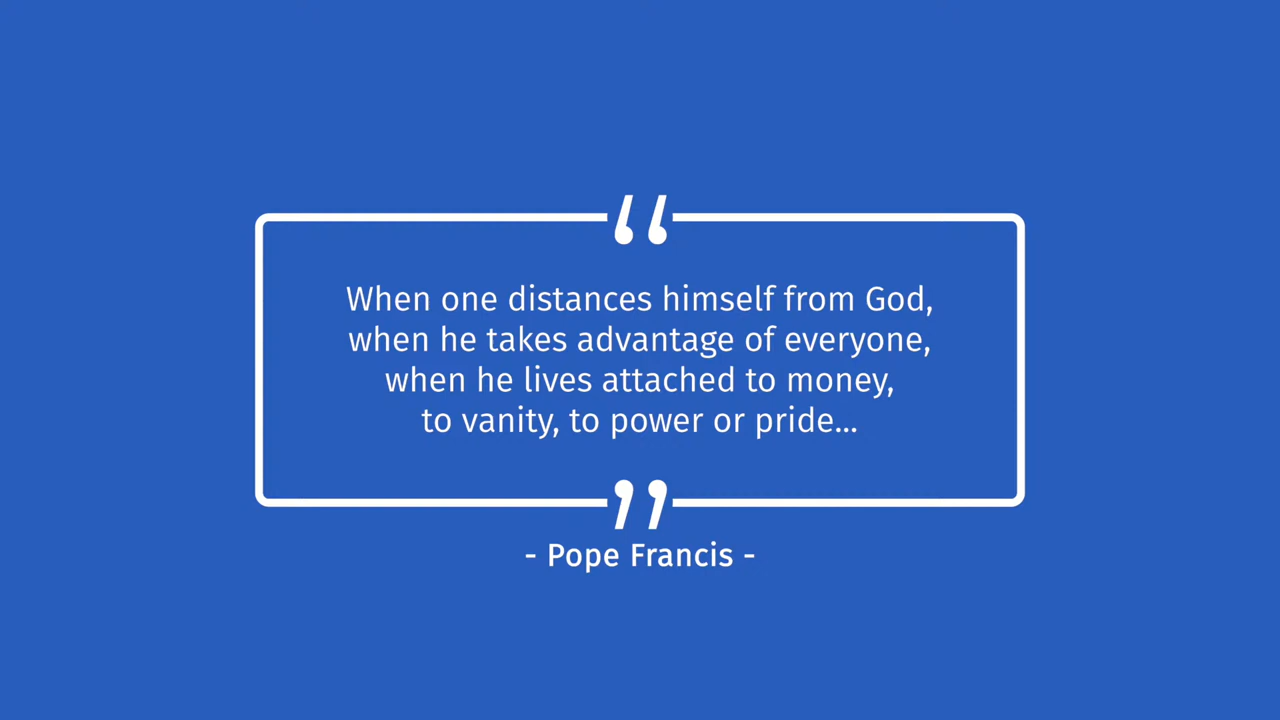 “
When one distances himself from God,
when he takes advantage of everyone,
when he lives attached to money,
to vanity, to power or pride...
”
- Pope Francis -